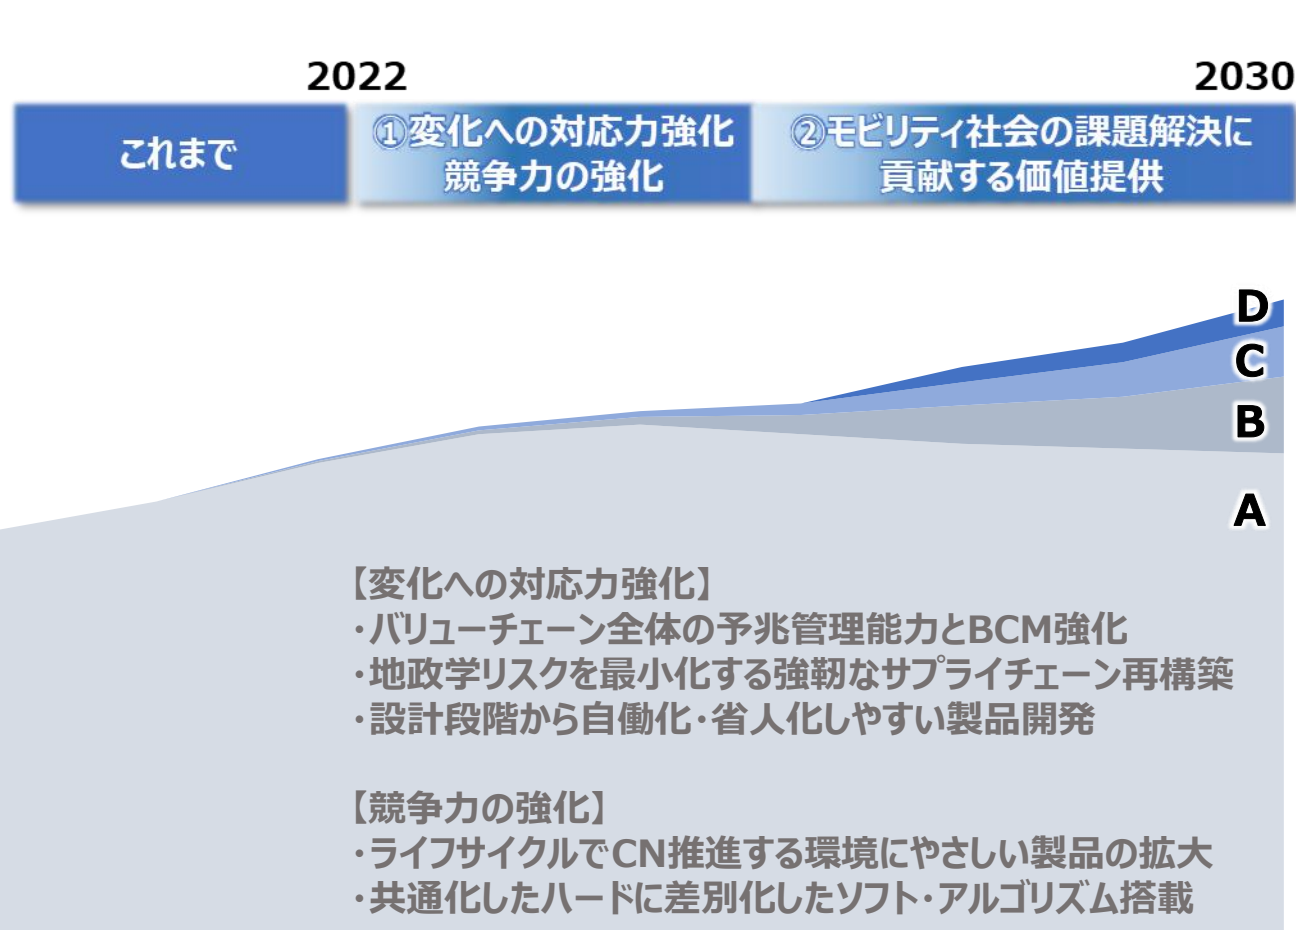 2022
2030
これまで
①変化への対応力強化
競争力の強化
②モビリティ社会の課題解決に
貢献する価値提供
D
C
B
A
【変化への対応力強化】
・バリューチェーン全体の予兆管理能力とBCM強化
・地政学リスクを最小化する強靭なサプライチェーン再構築
・設計段階から自働化・省人化しやすい製品開発
【競争力の強化】
・ライフサイクルでCN推進する環境にやさしい製品の拡大
・共通化したハードに差別化したソフト・アルゴリズム搭載